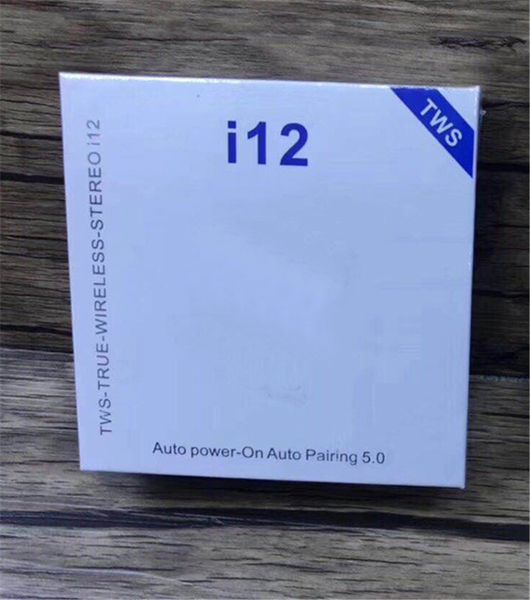 TWS
i12
TWS-TRUE-WIRELESS-STEREO i12
Auto power-On Auto Pairing 5.0